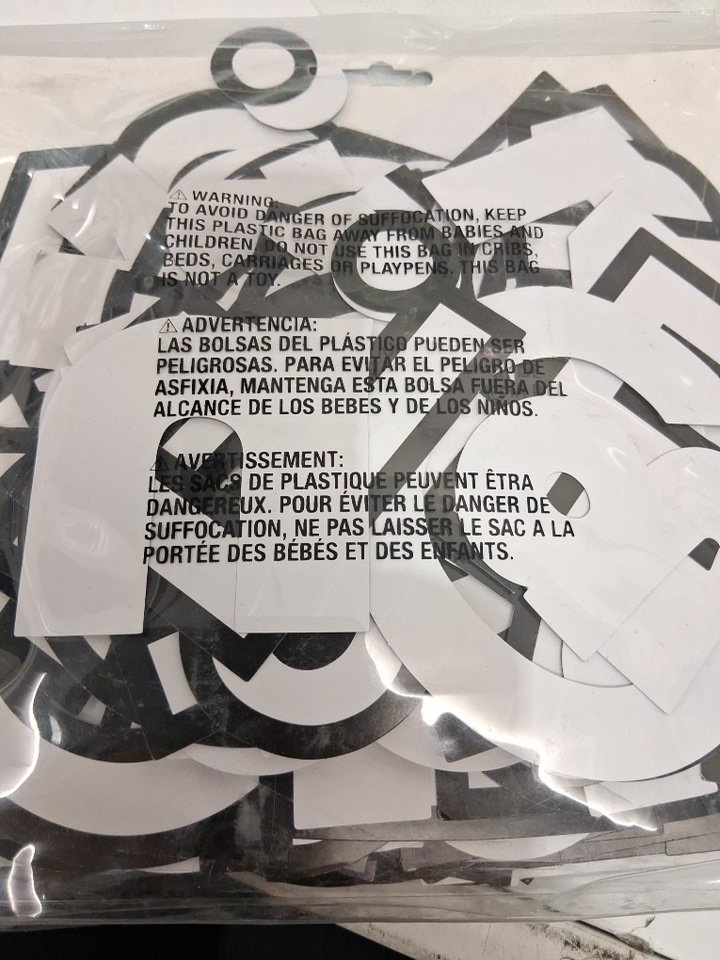 ⚠ WARNING:
TO AVOID DANGER OF SUFFOCATION, KEEP
THIS PLASTIC BAG AWAY FROM BABIES AND
CHILDREN. DO NOT USE THIS BAG IN CRIBS,
BEDS, CARRIAGES OR PLAYPENS. THIS BAG
IS NOT A TOY.
⚠ ADVERTENCIA:
LAS BOLSAS DEL PLÁSTICO PUEDEN SER
PELIGROSAS. PARA EVITAR EL PELIGRO DE
ASFIXIA, MANTENGA ESTA BOLSA FUERA DEL
ALCANCE DE LOS BEBES Y DE LOS NIÑOS.
⚠ AVERTISSEMENT:
LES SACS DE PLASTIQUE PEUVENT ÊTRA
DANGEREUX. POUR ÉVITER LE DANGER DE
SUFFOCATION, NE PAS LAISSER LE SAC A LA
PORTÉE DES BÉBÉS ET DES ENFANTS.